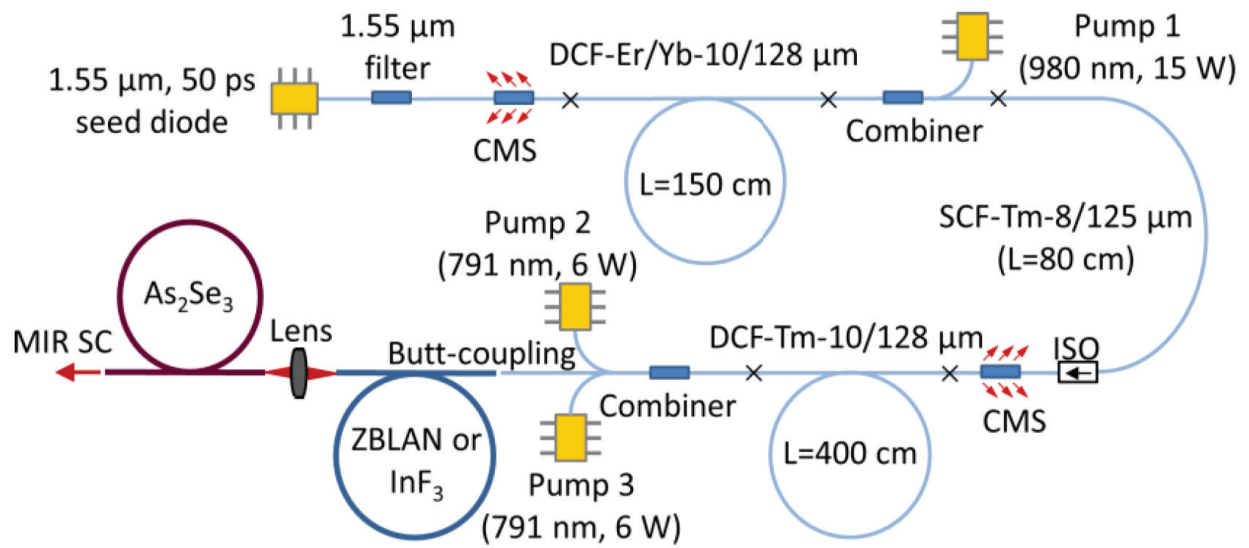 1.55 µm, 50 ps
seed diode
1.55 µm
filter
CMS
DCF-Er/Yb-10/128 µm
L=150 cm
Combiner
Pump 1
(980 nm, 15 W)
SCF-Tm-8/125 µm
(L=80 cm)
ISO
CMS
DCF-Tm-10/128 µm
L=400 cm
Combiner
Pump 2
(791 nm, 6 W)
Pump 3
(791 nm, 6 W)
Butt-coupling
ZBLAN or
InF₃
Lens
As₂Se₃
MIR SC